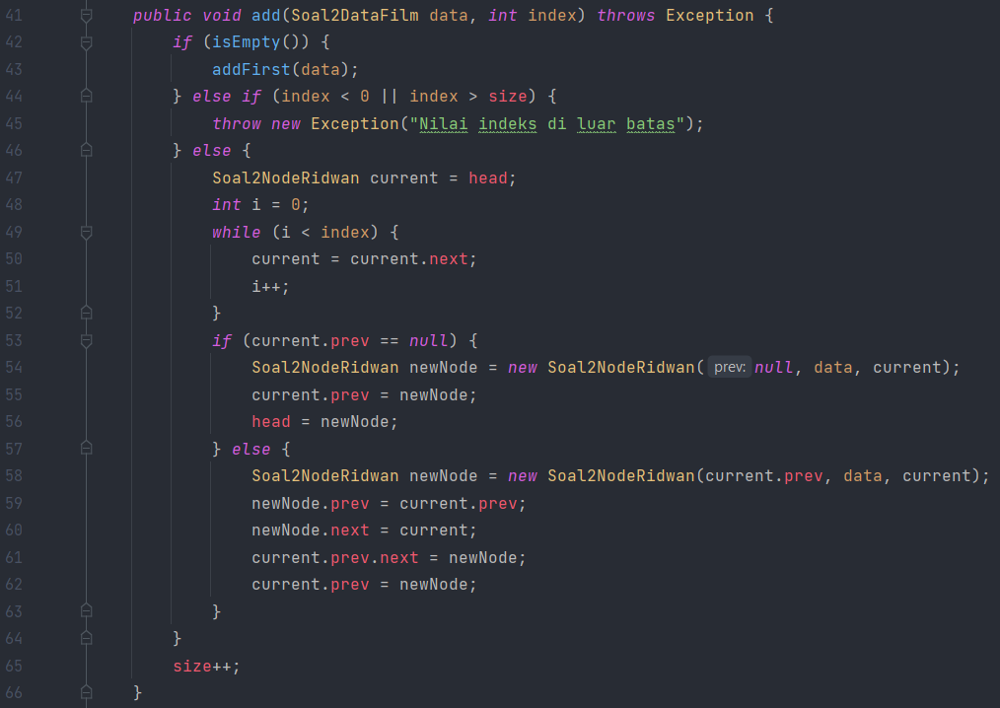 41 public void add(Soal2DataFilm data, int index) throws Exception {
42 if (isEmpty()) {
43 addFirst(data);
44 } else if (index < 0 || index > size) {
45 throw new Exception("Nilai indeks di luar batas");
46 } else {
47 Soal2NodeRidwan current = head;
48 int i = 0;
49 while (i < index) {
50 current = current.next;
51 i++;
52 }
53 if (current.prev == null) {
54 Soal2NodeRidwan newNode = new Soal2NodeRidwan( prev: null, data, current);
55 current.prev = newNode;
56 head = newNode;
57 } else {
58 Soal2NodeRidwan newNode = new Soal2NodeRidwan(current.prev, data, current);
59 newNode.prev = current.prev;
60 newNode.next = current;
61 current.prev.next = newNode;
62 current.prev = newNode;
63 }
64 }
65 size++;
66 }